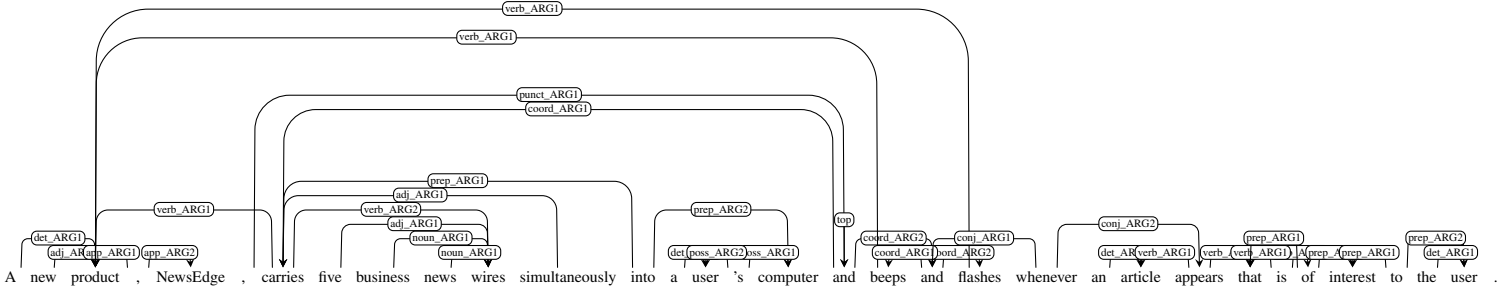 verb_ARG1
verb_ARG1
punct_ARG1
coord_ARG1
prep_ARG1
adj_ARG1
verb_ARG1 verb_ARG2 prep_ARG2
adj_ARG1 top conj_ARG2
det_ARG1 noun_ARG1 coord_ARG2 conj_ARG1 prep_ARG1 prep_ARG2
app_ARG1 app_ARG2 noun_ARG1 poss_ARG2 coord_ARG1 verb_ARG1 verb_ARG1 prep_ARG1 det_ARG1
A new product , NewsEdge , carries five business news wires simultaneously into a user 's computer and beeps and flashes whenever an article appears that is of interest to the user .